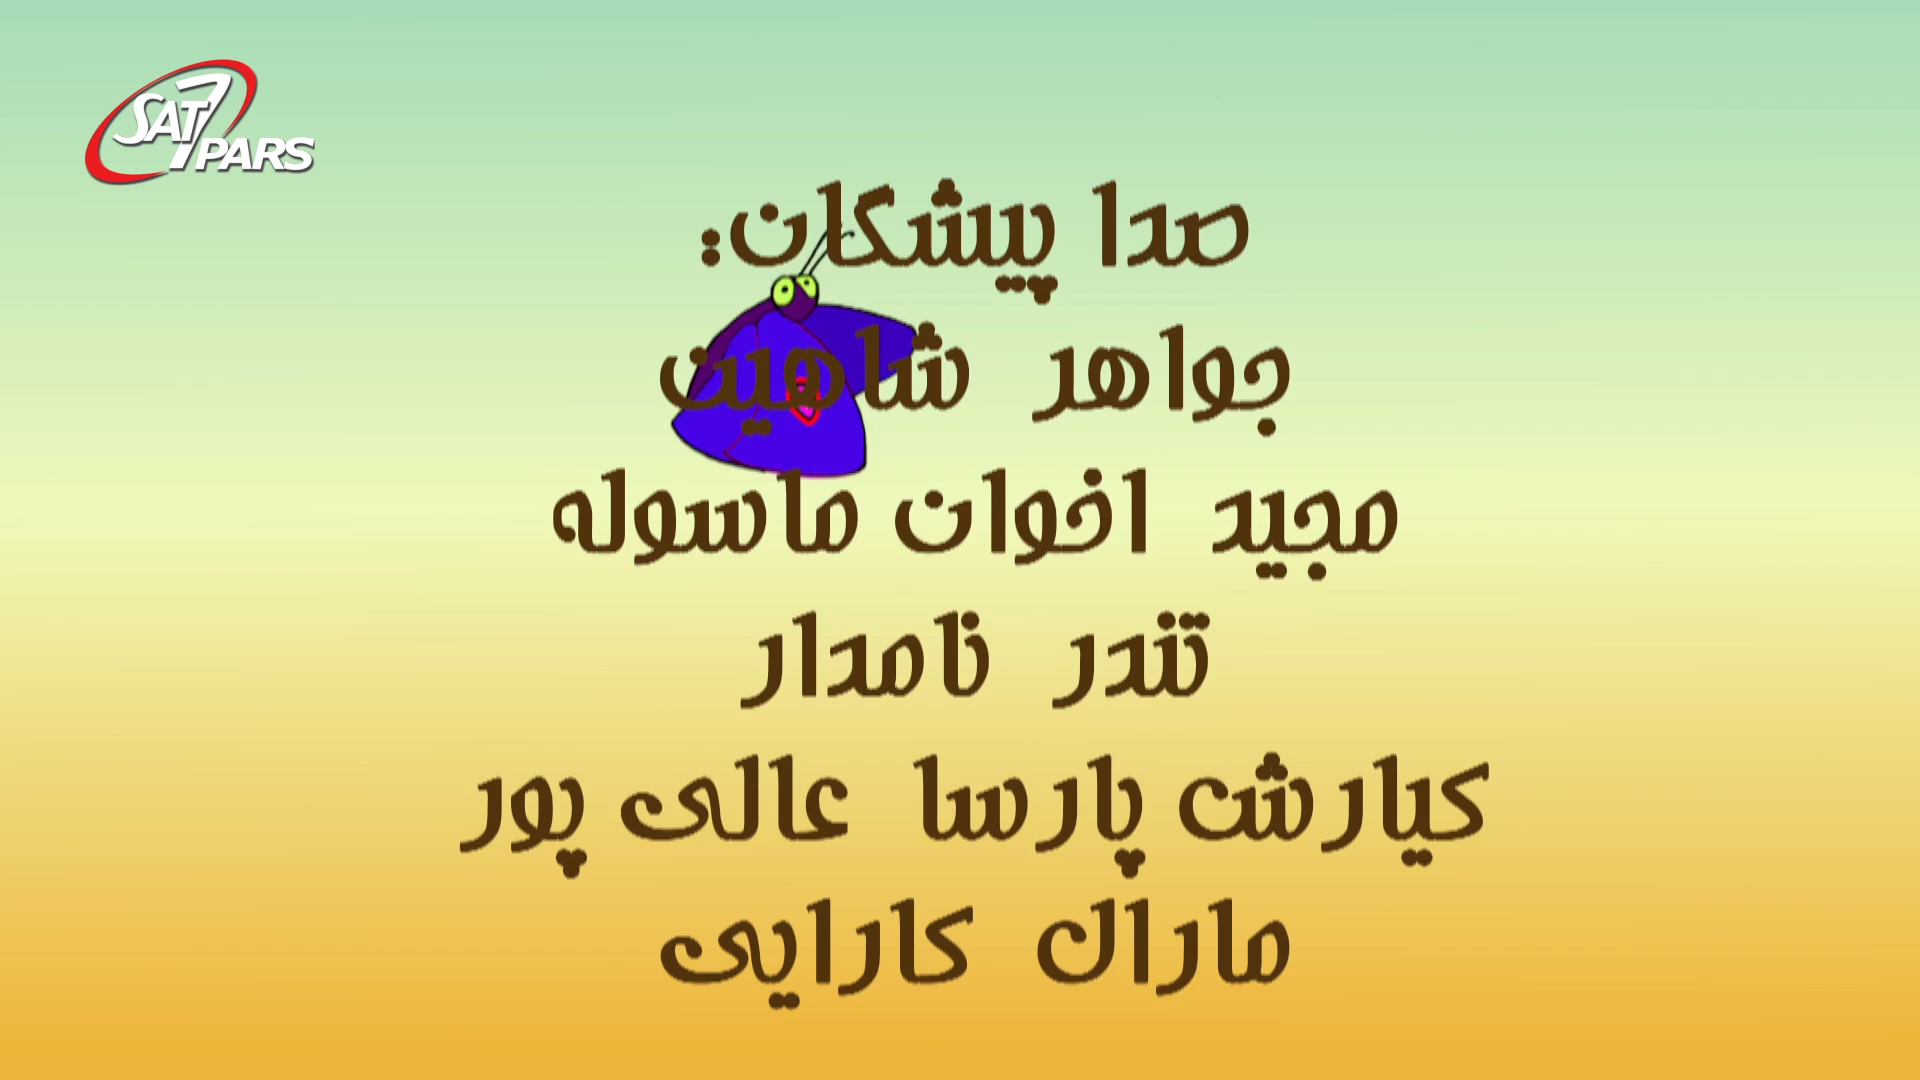 SAT7
PARS
صدا پیشگان:
جواهر شاهین
مجید اخوان ماسوله
تندر نامدار
کیارش پارسا عالی پور
مارال کارایی